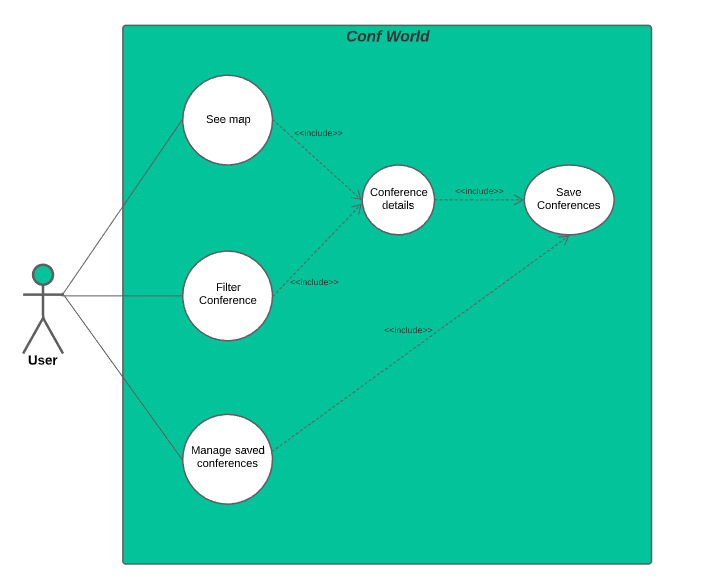 Conf World
See map
<<include>>
Conference
details
<<include>>
Save
Conferences
Filter
Conference
<<include>>
<<include>>
User
Manage saved
conferences